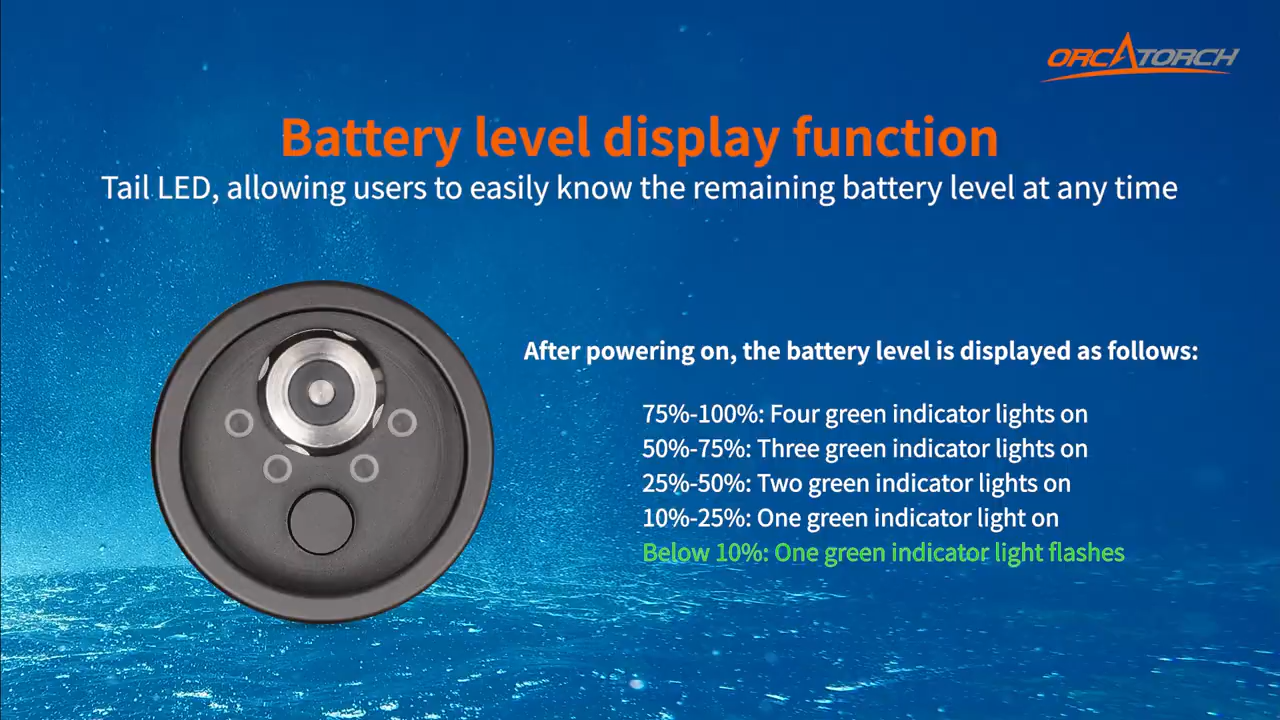 ORCATORCH
Battery level display function
Tail LED, allowing users to easily know the remaining battery level at any time
After powering on, the battery level is displayed as follows:
75%-100%: Four green indicator lights on
50%-75%: Three green indicator lights on
25%-50%: Two green indicator lights on
10%-25%: One green indicator light on
Below 10%: One green indicator light flashes